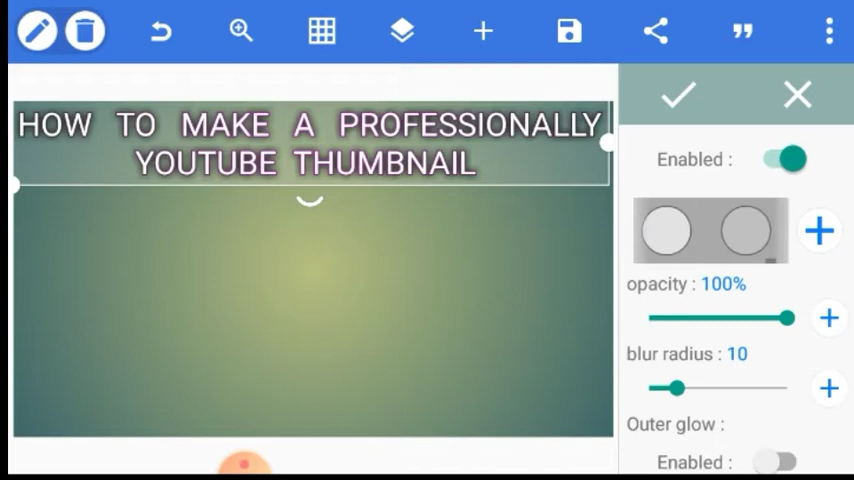 HOW TO MAKE A PROFESSIONALLY
YOUTUBE THUMBNAIL
Enabled :
opacity : 100%
blur radius : 10
Outer glow :
Enabled :